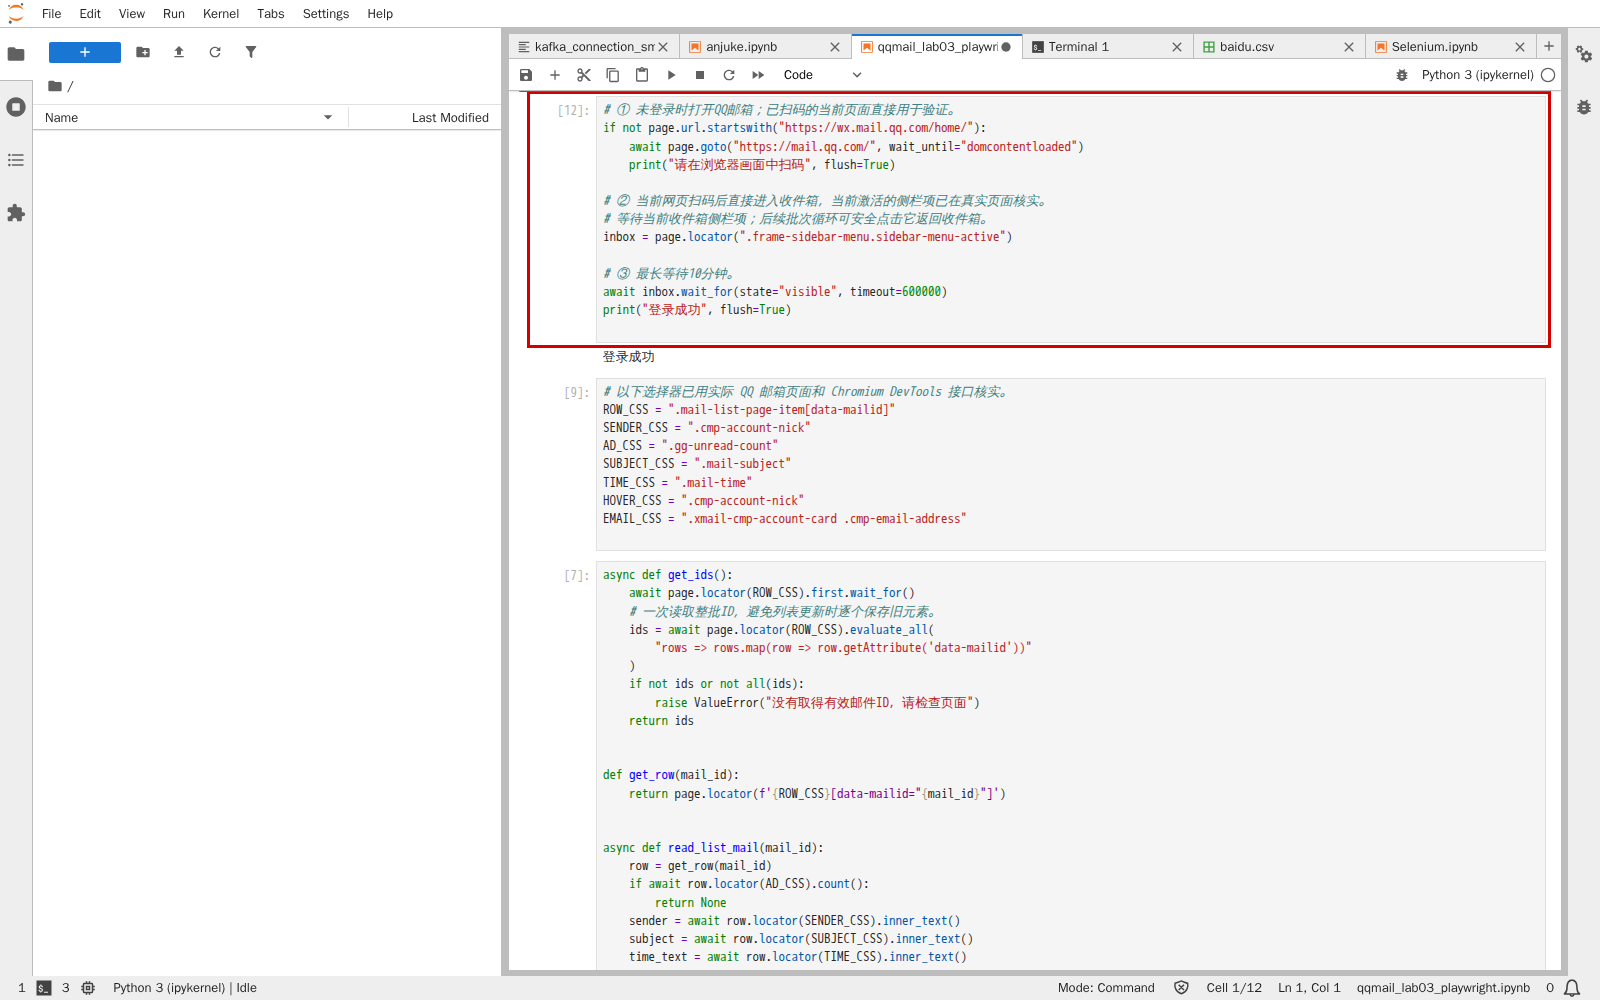 File Edit View Run Kernel Tabs Settings Help
kafka_connection_sm
anjuke.ipynb
qqmail_lab03_playwri
Terminal 1
baidu.csv
Selenium.ipynb
Code
Python 3 (ipykernel)
/
Name
Last Modified
[12]:
# ① 未登录时打开QQ邮箱；已扫码的当前页面直接用于验证。
if not page.url.startswith("https://wx.mail.qq.com/home/"):
    await page.goto("https://mail.qq.com/", wait_until="domcontentloaded")
    print("请在浏览器画面中扫码", flush=True)
# ② 当前网页扫码后直接进入收件箱, 当前激活的侧栏项已在真实页面核实。
# 等待当前收件箱侧栏项；后续批次循环可安全点击它返回收件箱。
inbox = page.locator(".frame-sidebar-menu.sidebar-menu-active")
# ③ 最长等待10分钟。
await inbox.wait_for(state="visible", timeout=600000)
print("登录成功", flush=True)
登录成功
[9]:
# 以下选择器已用实际 QQ 邮箱页面和 Chromium DevTools 接口核实。
ROW_CSS = ".mail-list-page-item[data-mailid]"
SENDER_CSS = ".cmp-account-nick"
AD_CSS = ".gg-unread-count"
SUBJECT_CSS = ".mail-subject"
TIME_CSS = ".mail-time"
HOVER_CSS = ".cmp-account-nick"
EMAIL_CSS = ".xmail-cmp-account-card .cmp-email-address"
[7]:
async def get_ids():
    await page.locator(ROW_CSS).first.wait_for()
    # 一次读取整批ID, 避免列表更新时逐个保存旧元素。
    ids = await page.locator(ROW_CSS).evaluate_all(
        "rows => rows.map(row => row.getAttribute('data-mailid'))"
    )
    if not ids or not all(ids):
        raise ValueError("没有取得有效邮件ID, 请检查页面")
    return ids
def get_row(mail_id):
    return page.locator(f'{ROW_CSS}[data-mailid="{mail_id}"]')
async def read_list_mail(mail_id):
    row = get_row(mail_id)
    if await row.locator(AD_CSS).count():
        return None
    sender = await row.locator(SENDER_CSS).inner_text()
    subject = await row.locator(SUBJECT_CSS).inner_text()
    time_text = await row.locator(TIME_CSS).inner_text()
1 $_ 3 Python 3 (ipykernel) | Idle
Mode: Command Cell 1/12 Ln 1, Col 1 qqmail_lab03_playwright.ipynb 0